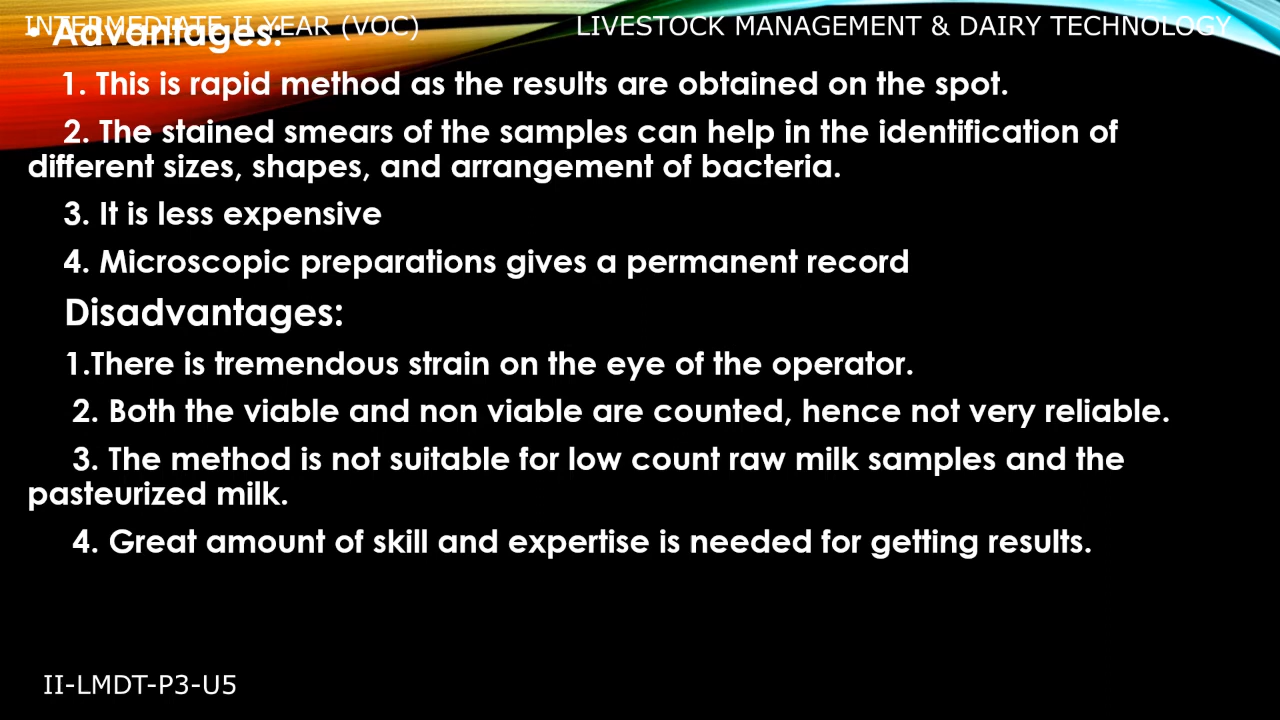 INTERMEDIATE II YEAR (VOC) LIVESTOCK MANAGEMENT & DAIRY TECHNOLOGY
• Advantages:
1. This is rapid method as the results are obtained on the spot.
2. The stained smears of the samples can help in the identification of
different sizes, shapes, and arrangement of bacteria.
3. It is less expensive
4. Microscopic preparations gives a permanent record
Disadvantages:
1.There is tremendous strain on the eye of the operator.
2. Both the viable and non viable are counted, hence not very reliable.
3. The method is not suitable for low count raw milk samples and the
pasteurized milk.
4. Great amount of skill and expertise is needed for getting results.
II-LMDT-P3-U5